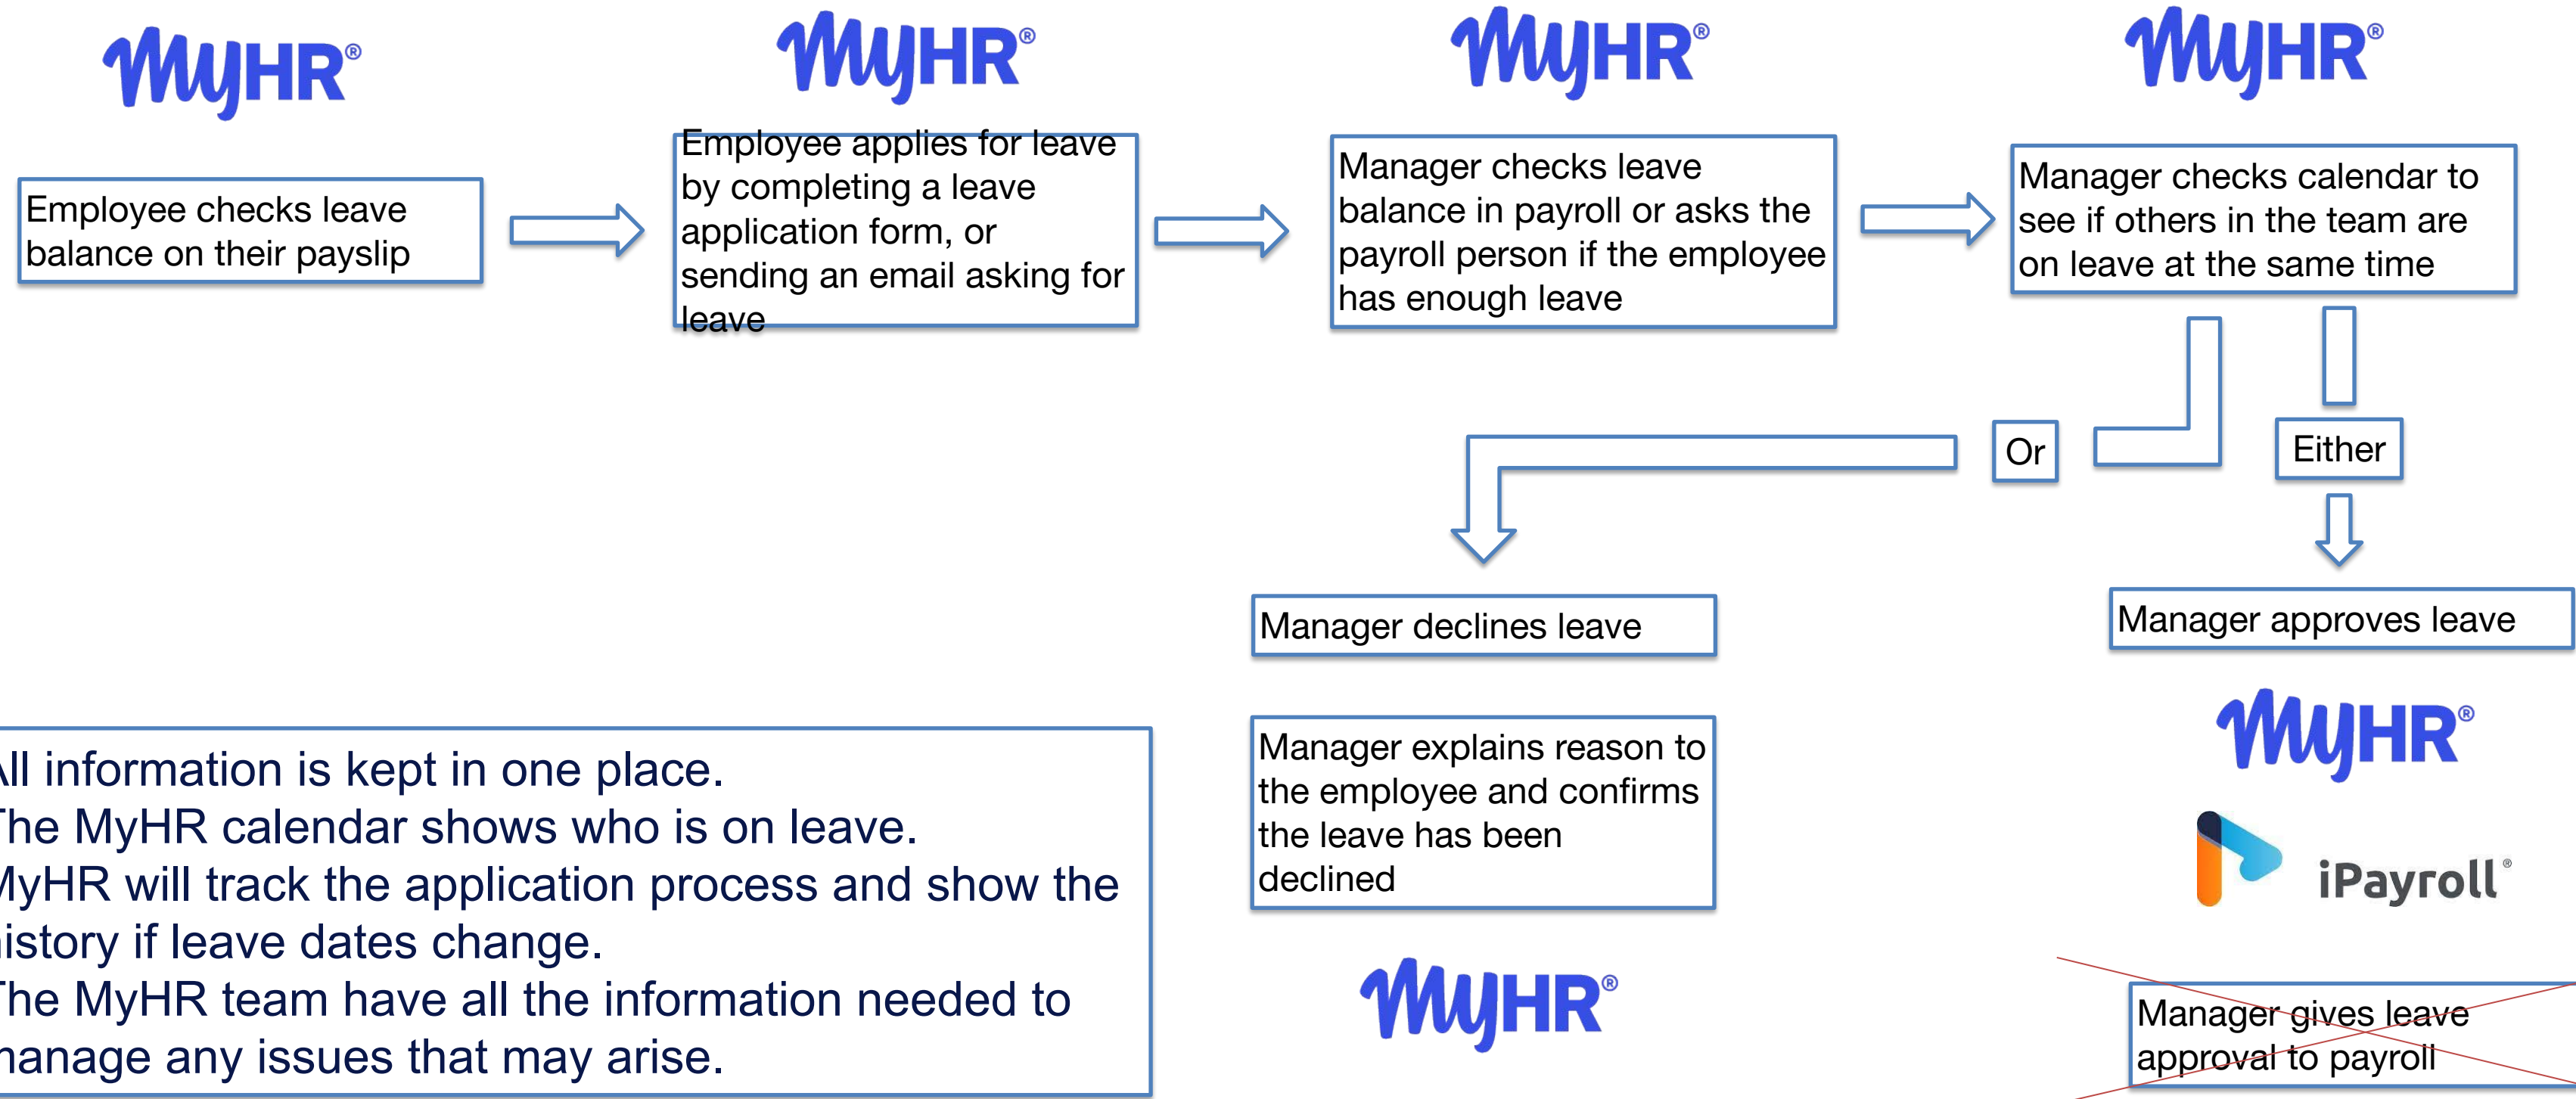 MyHR®
MyHR®
MyHR®
MyHR®
Employee checks leave
balance on their payslip
Employee applies for leave
by completing a leave
application form, or
sending an email asking for
leave
Manager checks leave
balance in payroll or asks the
payroll person if the employee
has enough leave
Manager checks calendar to
see if others in the team are
on leave at the same time
Or
Either
Manager declines leave
Manager approves leave
Manager explains reason to
the employee and confirms
the leave has been
declined
MyHR®
MyHR®
iPayroll®
Manager gives leave
approval to payroll
All information is kept in one place.
The MyHR calendar shows who is on leave.
MyHR will track the application process and show the
history if leave dates change.
The MyHR team have all the information needed to
manage any issues that may arise.